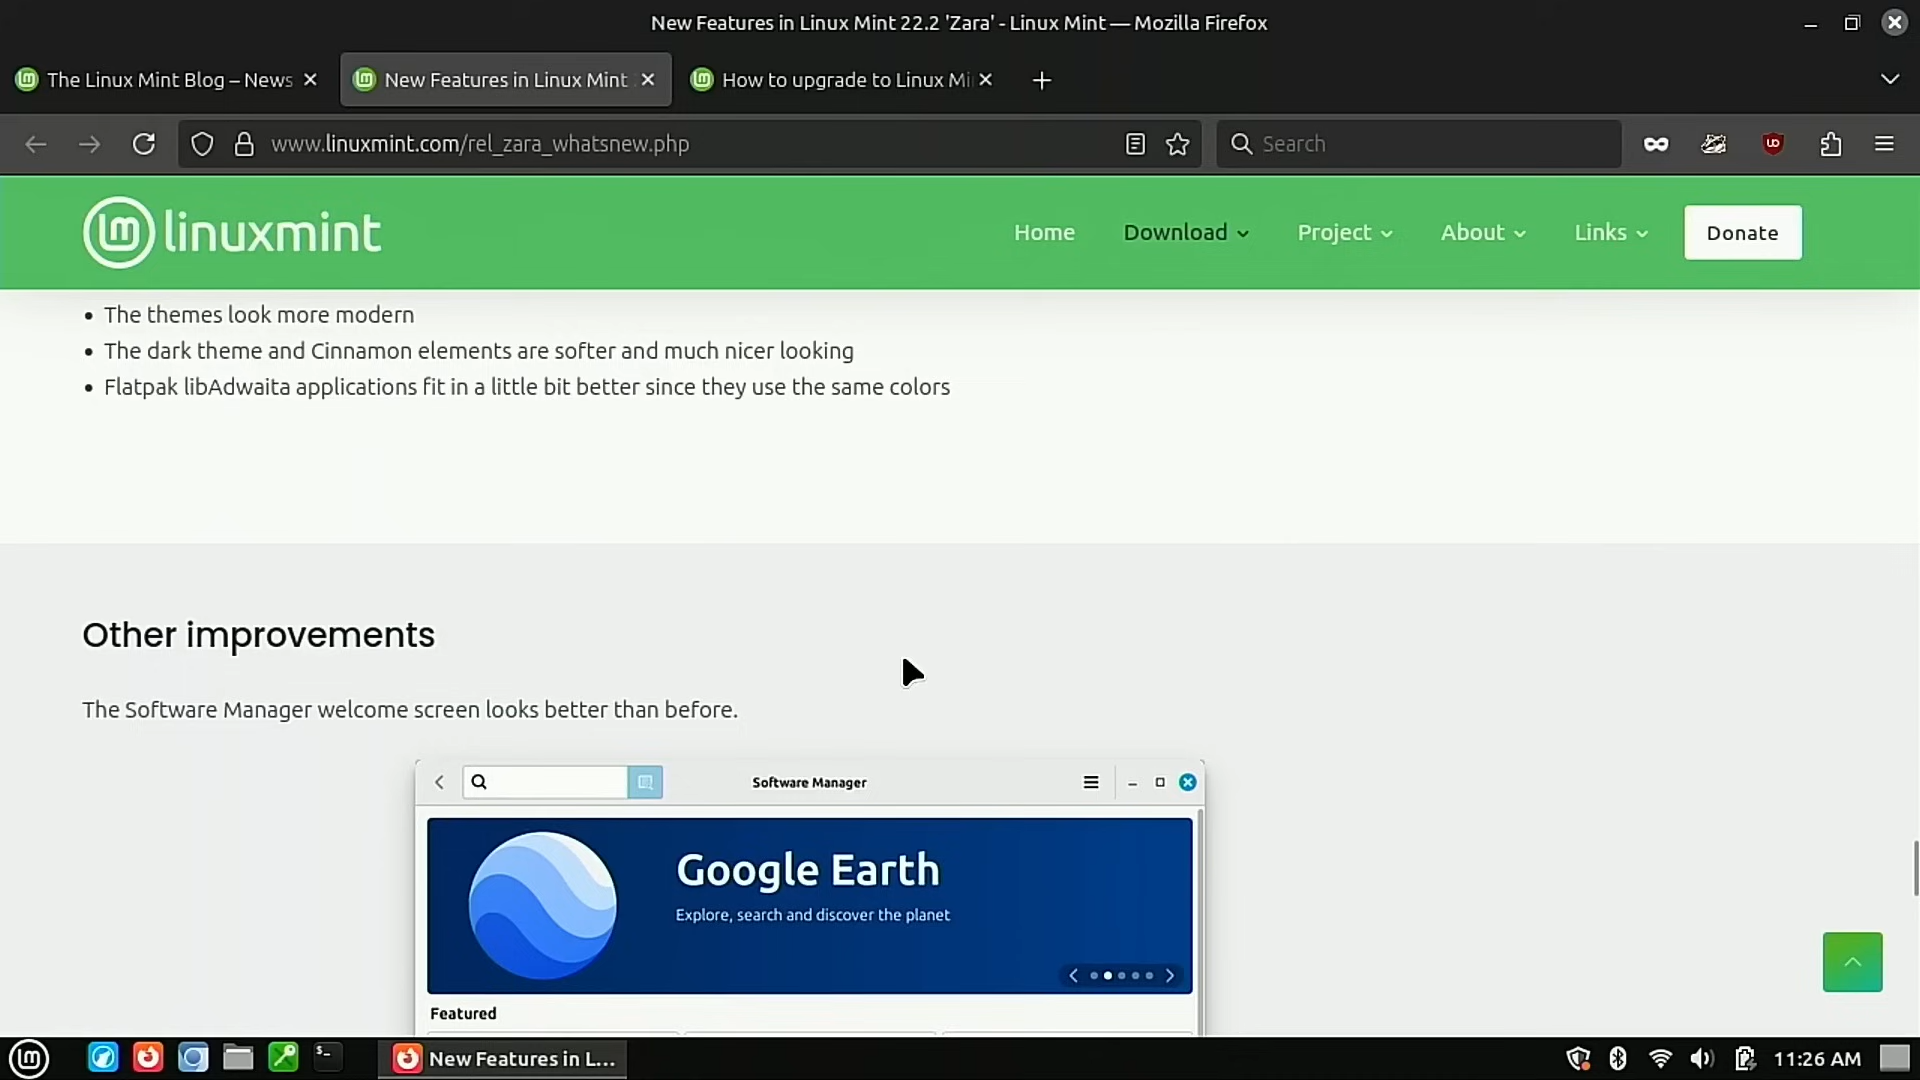 New Features in Linux Mint 22.2 'Zara' - Linux Mint — Mozilla Firefox
The Linux Mint Blog – News
New Features in Linux Mint
How to upgrade to Linux Mi
www.linuxmint.com/rel_zara_whatsnew.php
Search
linuxmint
Home
Download
Project
About
Links
Donate
• The themes look more modern
• The dark theme and Cinnamon elements are softer and much nicer looking
• Flatpak libAdwaita applications fit in a little bit better since they use the same colors
Other improvements
The Software Manager welcome screen looks better than before.
Software Manager
Google Earth
Explore, search and discover the planet
Featured
New Features in L...
11:26 AM